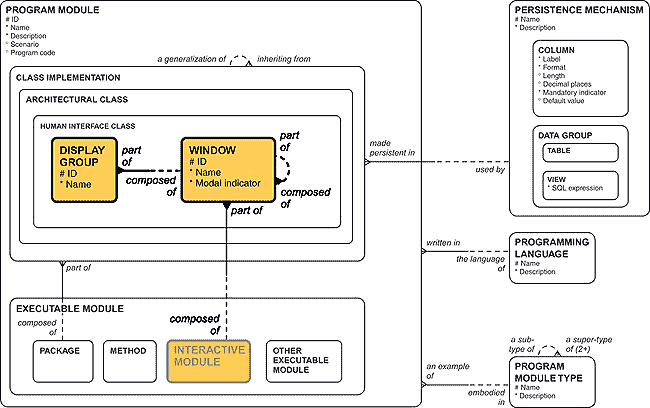 PROGRAM MODULE
# ID
* Name
* Description
° Scenario
° Program code
a generalization of
inheriting from
CLASS IMPLEMENTATION
ARCHITECTURAL CLASS
HUMAN INTERFACE CLASS
DISPLAY
GROUP
# ID
* Name
part
of
composed
of
WINDOW
# ID
* Name
* Modal indicator
part
of
composed
of
part of
made
persistent in
used by
part of
composed
of
composed
of
EXECUTABLE MODULE
PACKAGE
METHOD
INTERACTIVE
MODULE
OTHER
EXECUTABLE
MODULE
PERSISTENCE MECHANISM
# Name
* Description
COLUMN
* Label
* Format
° Length
° Decimal places
* Mandatory indicator
° Default value
DATA GROUP
TABLE
VIEW
* SQL expression
written in
the language
of
PROGRAMMING
LANGUAGE
# Name
* Description
a sub-
type of
a super-type
of (2+)
an example
of
embodied
in
PROGRAM
MODULE TYPE
# Name
* Description